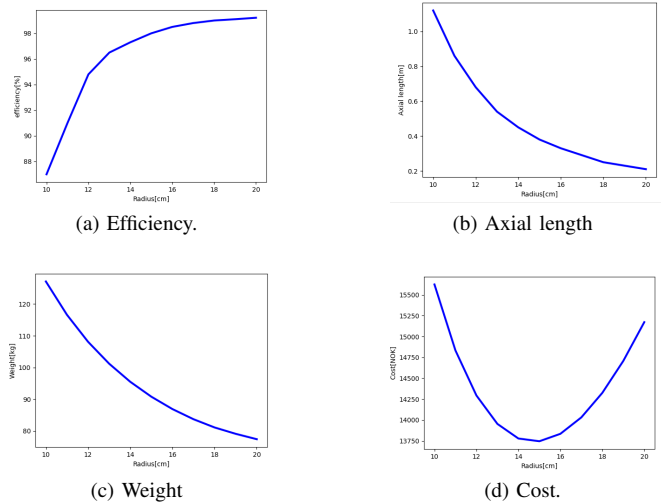 98
96
94
92
90
88
efficiency[%]
10 12 14 16 18 20
Radius[cm]
(a) Efficiency.
1.0
0.8
0.6
0.4
0.2
Axial length[m]
10 12 14 16 18 20
Radius[cm]
(b) Axial length
120
110
100
90
80
Weight[kg]
10 12 14 16 18 20
Radius[cm]
(c) Weight
15500
15250
15000
14750
14500
14250
14000
13750
Cost[NOK]
10 12 14 16 18 20
Radius[cm]
(d) Cost.